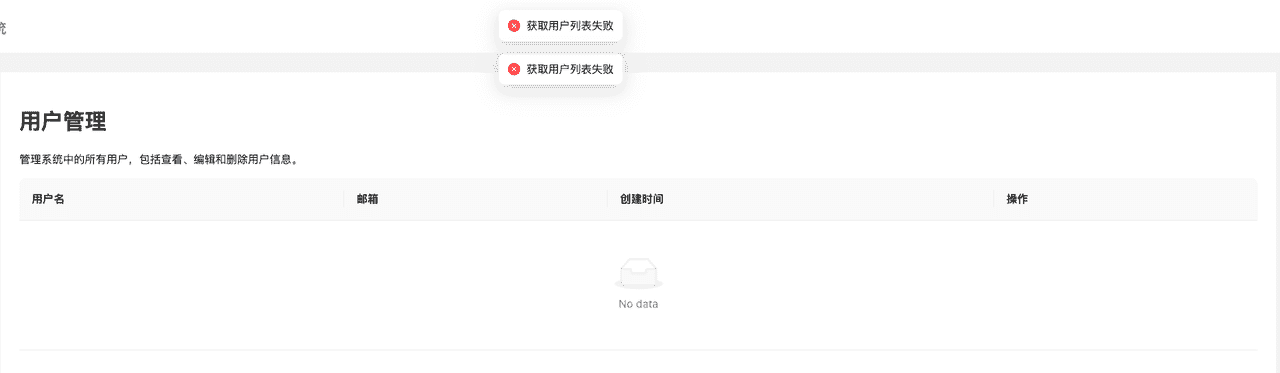 获取用户列表失败
统
获取用户列表失败
用户管理
管理系统中的所有用户，包括查看、编辑和删除用户信息。
用户名 邮箱 创建时间 操作
No data